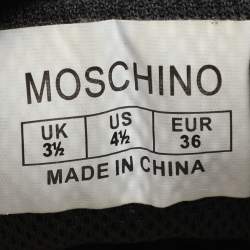 MOSCHINO
UK US EUR
3½ 4½ 36
MADE IN CHINA